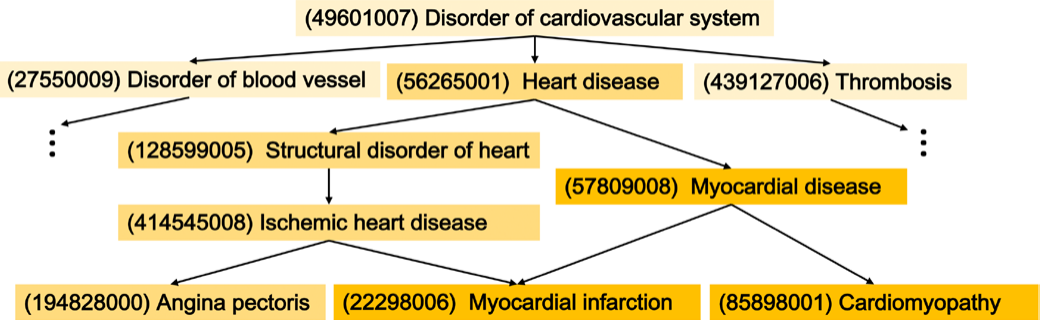 (49601007) Disorder of cardiovascular system
(27550009) Disorder of blood vessel
(56265001) Heart disease
(439127006) Thrombosis
(128599005) Structural disorder of heart
(57809008) Myocardial disease
(414545008) Ischemic heart disease
(194828000) Angina pectoris
(22298006) Myocardial infarction
(85898001) Cardiomyopathy